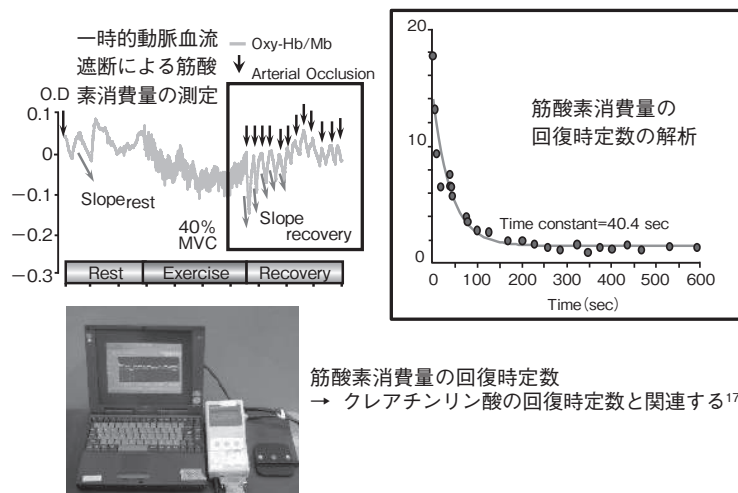 一時的動脈血流
遮断による筋酸
素消費量の測定
Oxy-Hb/Mb
Arterial Occlusion
O.D
0.1
0
−0.1
−0.2
−0.3
Slope rest
40%
MVC
Slope
recovery
Rest
Exercise
Recovery
20
10
0
筋酸素消費量の
回復時定数の解析
Time constant=40.4 sec
0 100 200 300 400 500 600
Time(sec)
筋酸素消費量の回復時定数
→ クレアチンリン酸の回復時定数と関連する17